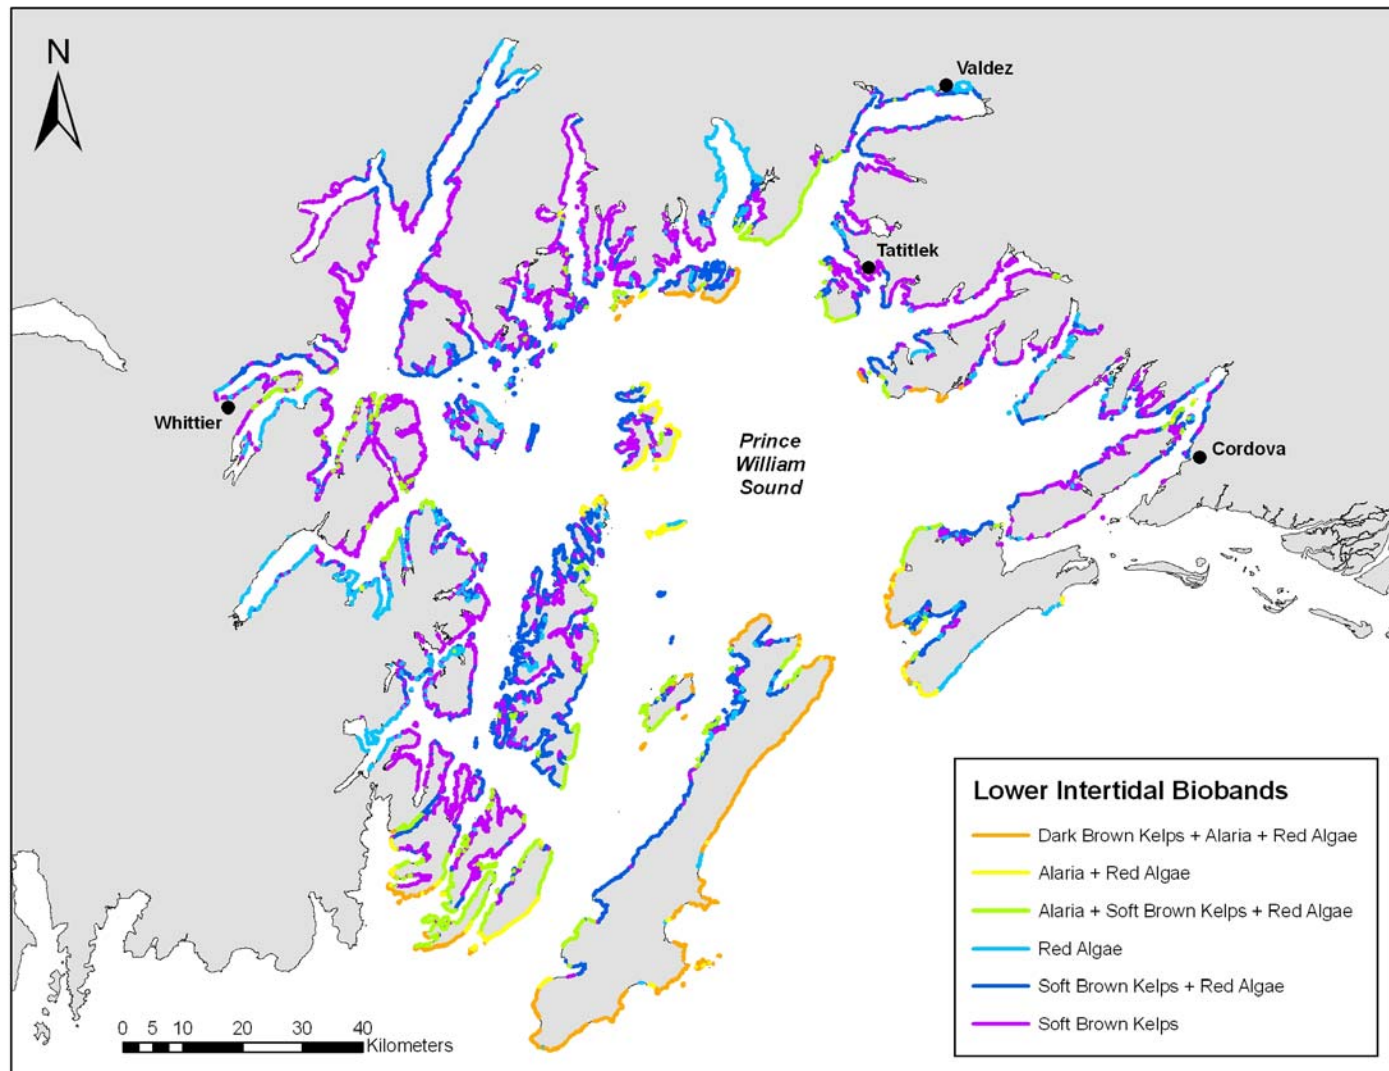 N
Valdez
Tatitlek
Whittier
Prince
William
Sound
Cordova
Lower Intertidal Biobands
Dark Brown Kelps + Alaria + Red Algae
Alaria + Red Algae
Alaria + Soft Brown Kelps + Red Algae
Red Algae
Soft Brown Kelps + Red Algae
Soft Brown Kelps
0 5 10 20 30 40
Kilometers